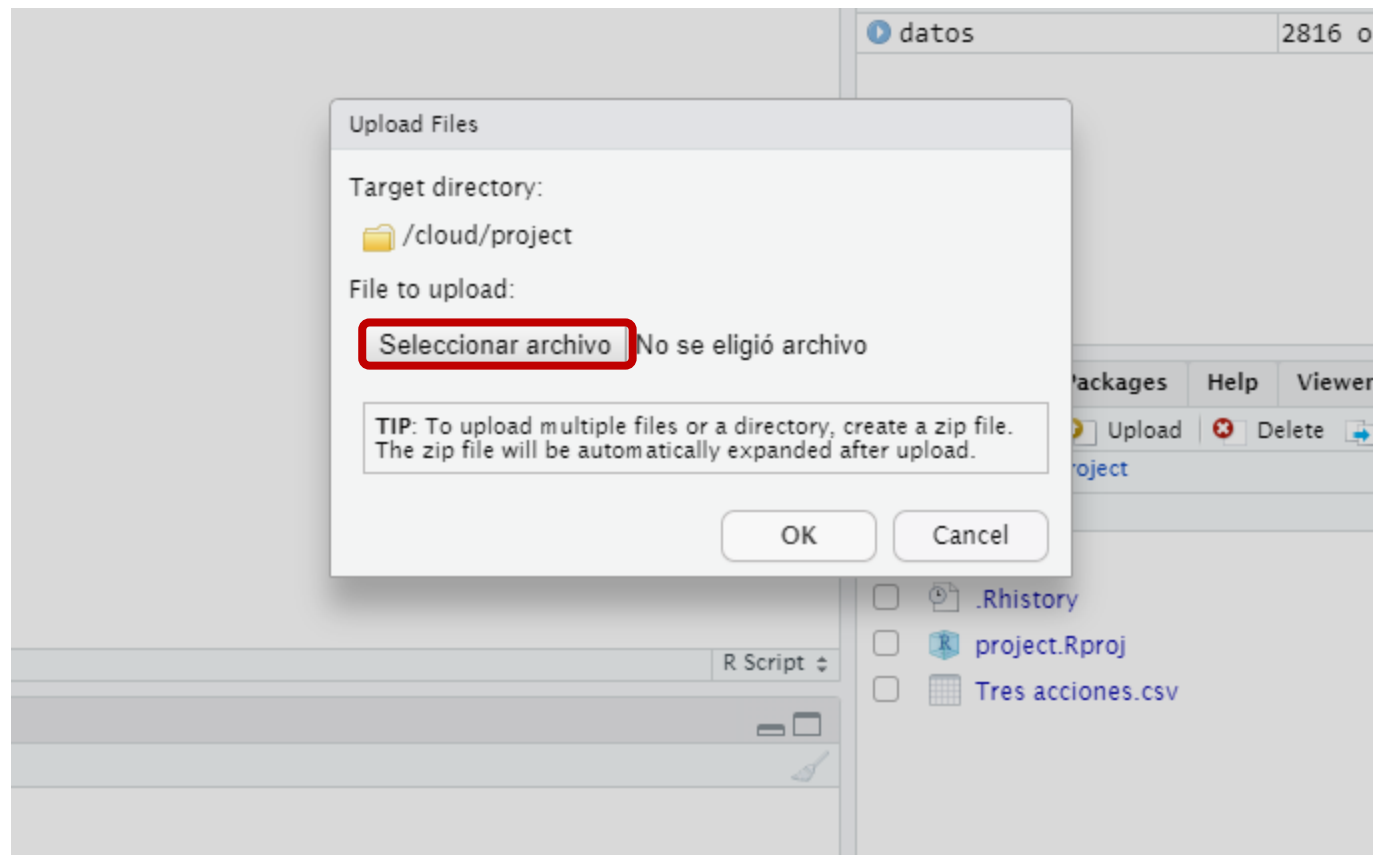 datos 2816 o
Upload Files
Target directory:
/cloud/project
File to upload:
Seleccionar archivo No se eligió archivo
TIP: To upload multiple files or a directory, create a zip file.
The zip file will be automatically expanded after upload.
OK Cancel
ackages Help Viewer
Upload Delete
roject
.Rhistory
project.Rproj
Tres acciones.csv
R Script